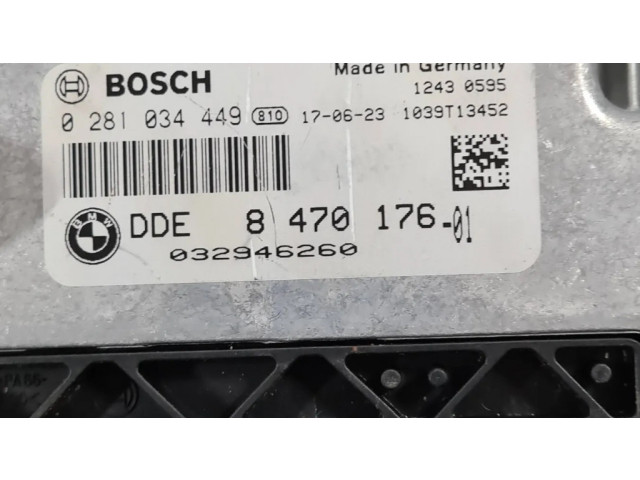 Made in Germany
BOSCH
1243 0595
0 281 034 449 810 17-06-23 1039T13452
BMW DDE 8 470 176-01
032946260